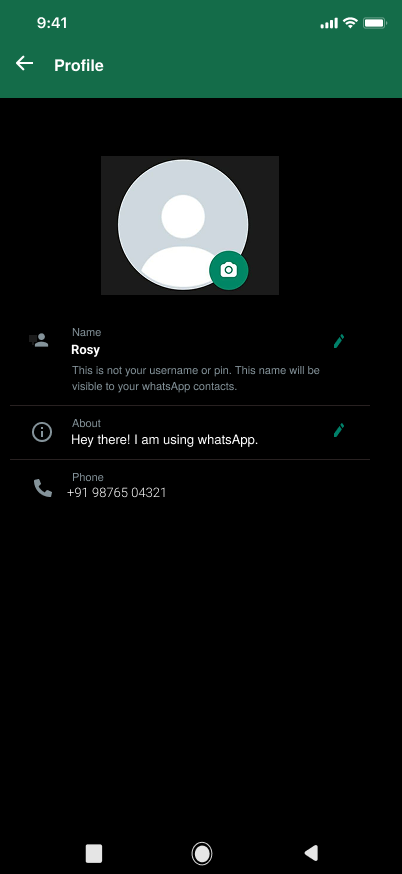 9:41
Profile
Name
Rosy
This is not your username or pin. This name will be
visible to your whatsApp contacts.
About
Hey there! I am using whatsApp.
Phone
+91 98765 04321